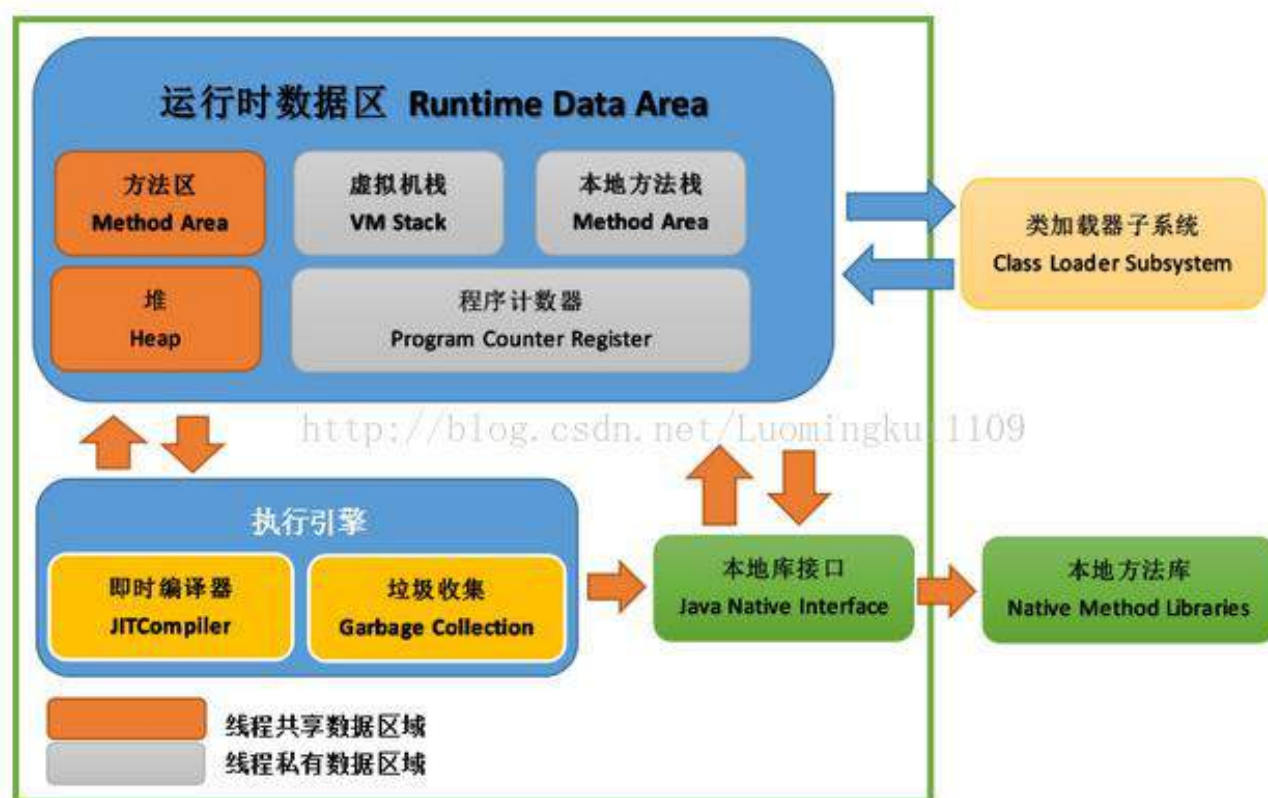 运行时数据区 Runtime Data Area
方法区
Method Area
虚拟机栈
VM Stack
本地方法栈
Method Area
堆
Heap
程序计数器
Program Counter Register
类加载器子系统
Class Loader Subsystem
http://blog.csdn.net/Luomingku_1109
执行引擎
即时编译器
JITCompiler
垃圾收集
Garbage Collection
本地库接口
Java Native Interface
本地方法库
Native Method Libraries
线程共享数据区域
线程私有数据区域